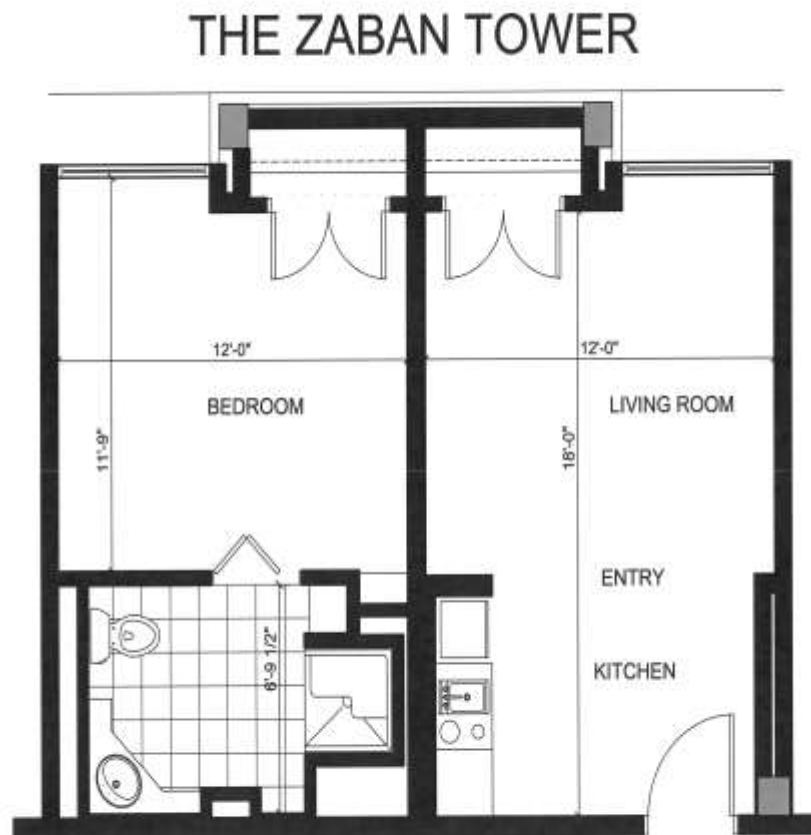 THE ZABAN TOWER
12'-0"
12'-0"
BEDROOM
LIVING ROOM
11'-9"
18'-0"
ENTRY
6'-9 1/2"
KITCHEN